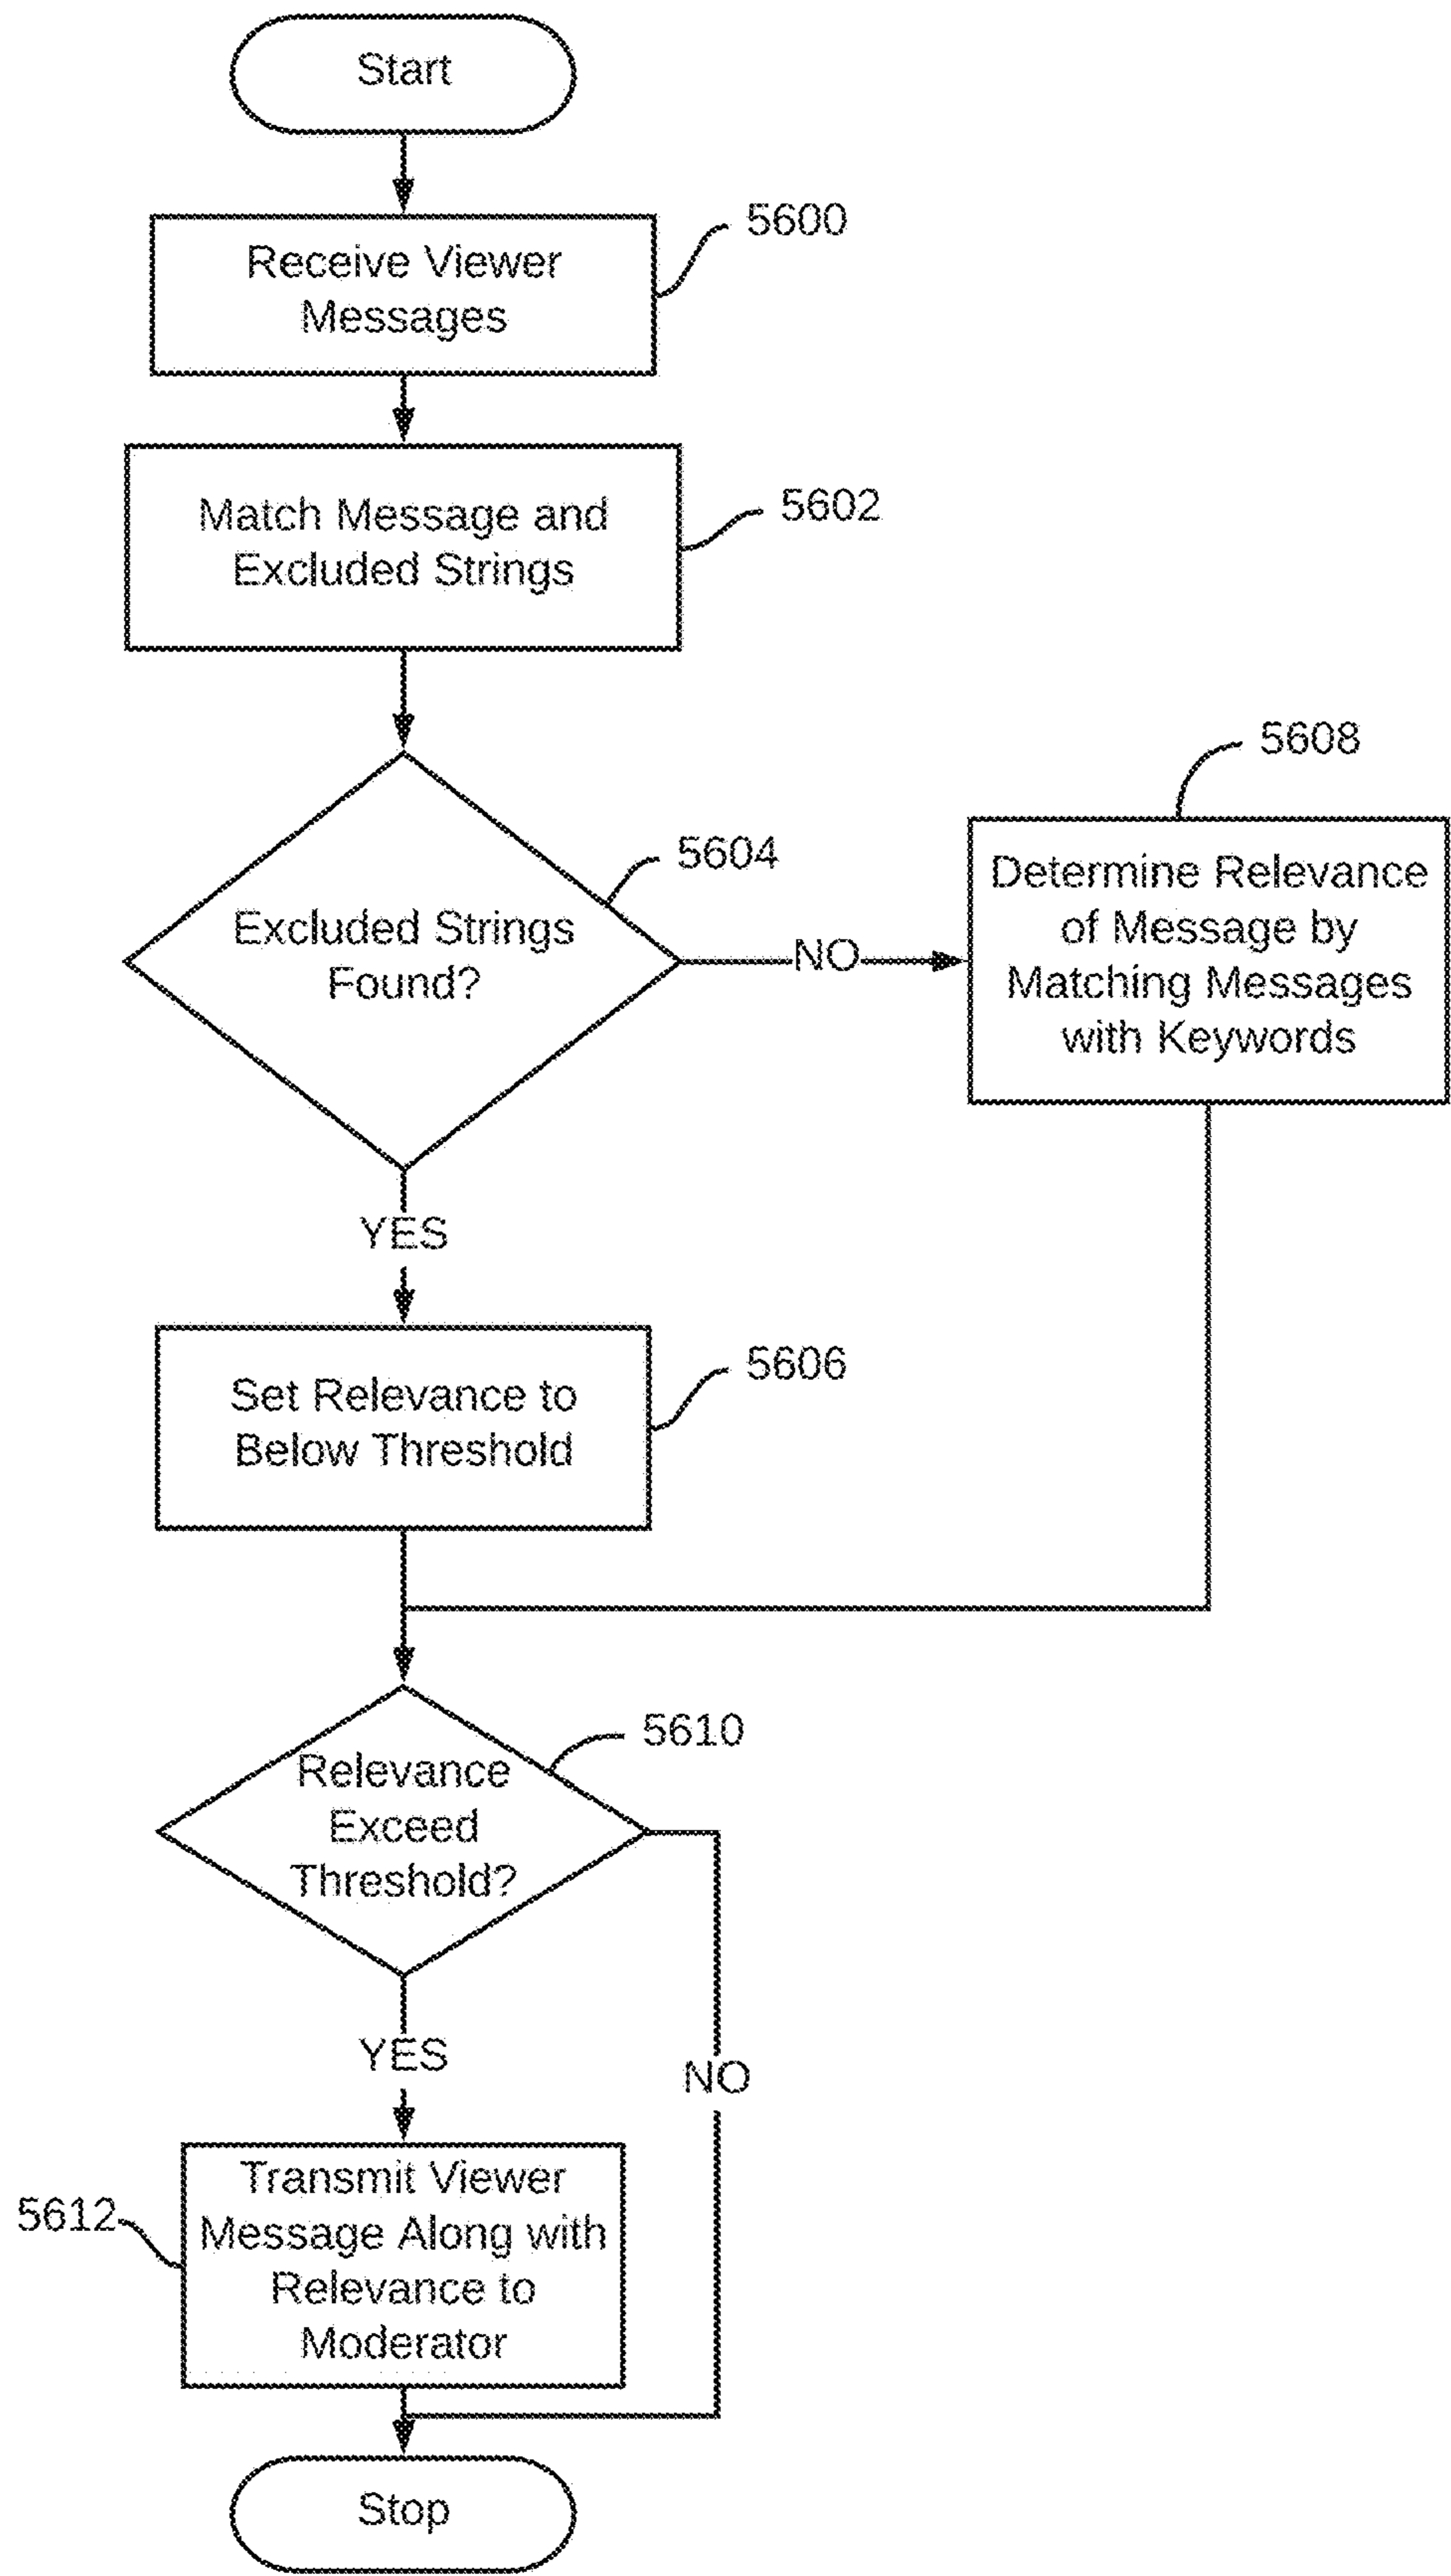 Start
5600
Receive Viewer
Messages
5602
Match Message and
Excluded Strings
5608
5604
Excluded Strings
Found?
NO
Determine Relevance
of Message by
Matching Messages
with Keywords
YES
5606
Set Relevance to
Below Threshold
5610
Relevance
Exceed
Threshold?
YES
NO
5612
Transmit Viewer
Message Along with
Relevance to
Moderator
Stop